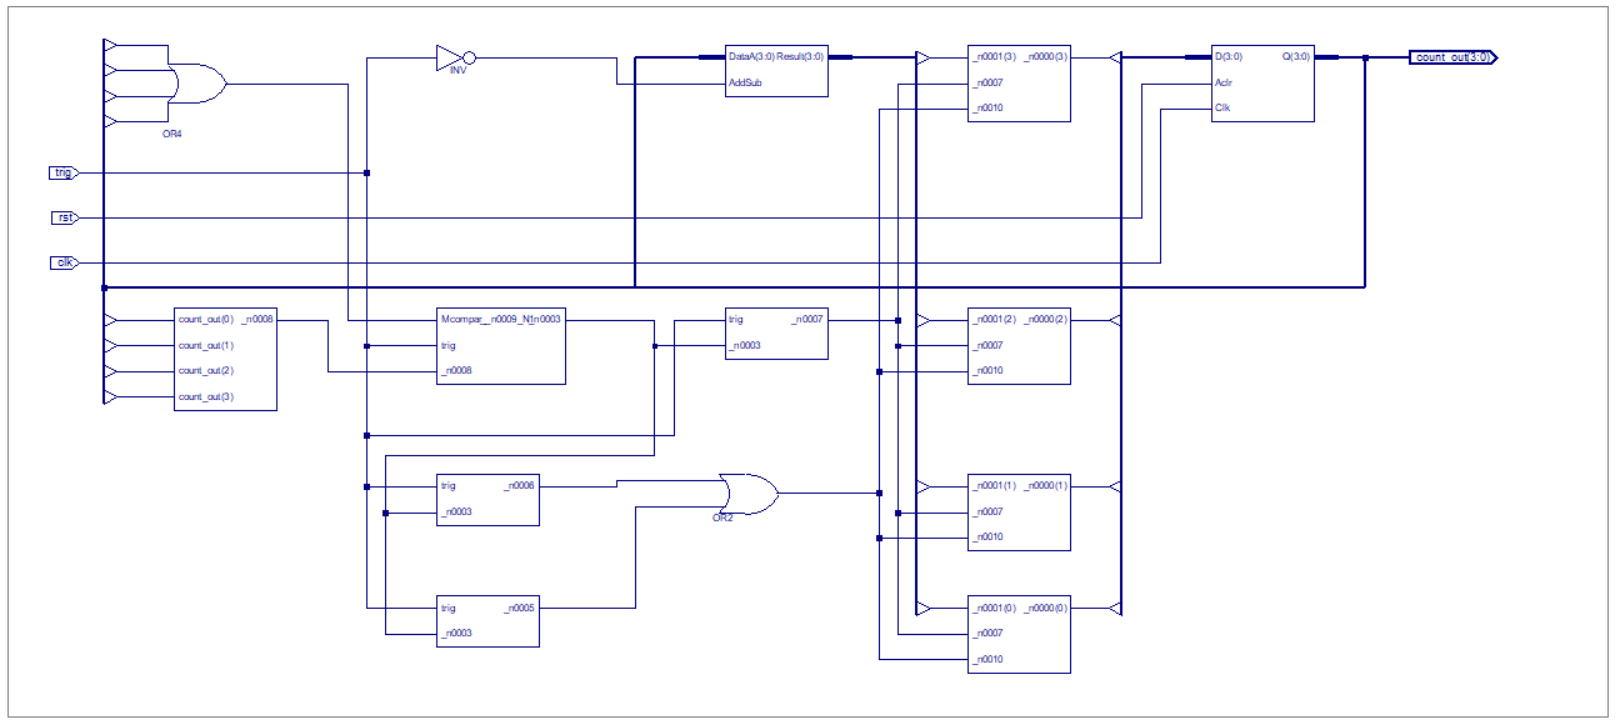 DataA(3:0) Result(3:0)
AddSub
INV
_n0001(3) _n0000(3)
_n0007
_n0010
D(3:0) Q(3:0)
Aclr
Clk
count_out(3:0)
OR4
trig
rst
clk
count_out(0) _n0008
count_out(1)
count_out(2)
count_out(3)
trig
_n0008
trig _n0007
_n0003
_n0001(2) _n0000(2)
_n0007
_n0010
trig _n0006
_n0003
OR2
_n0001(1) _n0000(1)
_n0007
_n0010
trig _n0005
_n0003
_n0001(0) _n0000(0)
_n0007
_n0010